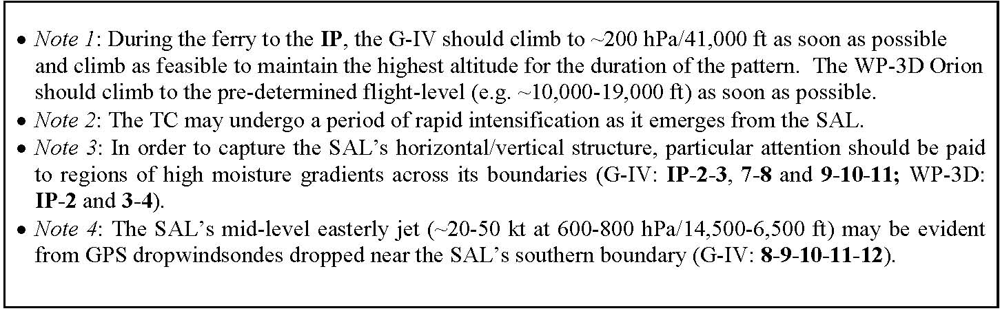 • Note 1: During the ferry to the IP, the G-IV should climb to ~200 hPa/41,000 ft as soon as possible
and climb as feasible to maintain the highest altitude for the duration of the pattern. The WP-3D Orion
should climb to the pre-determined flight-level (e.g. ~10,000-19,000 ft) as soon as possible.
• Note 2: The TC may undergo a period of rapid intensification as it emerges from the SAL.
• Note 3: In order to capture the SAL's horizontal/vertical structure, particular attention should be paid
to regions of high moisture gradients across its boundaries (G-IV: IP-2-3, 7-8 and 9-10-11; WP-3D:
IP-2 and 3-4).
• Note 4: The SAL's mid-level easterly jet (~20-50 kt at 600-800 hPa/14,500-6,500 ft) may be evident
from GPS dropwindsondes dropped near the SAL's southern boundary (G-IV: 8-9-10-11-12).